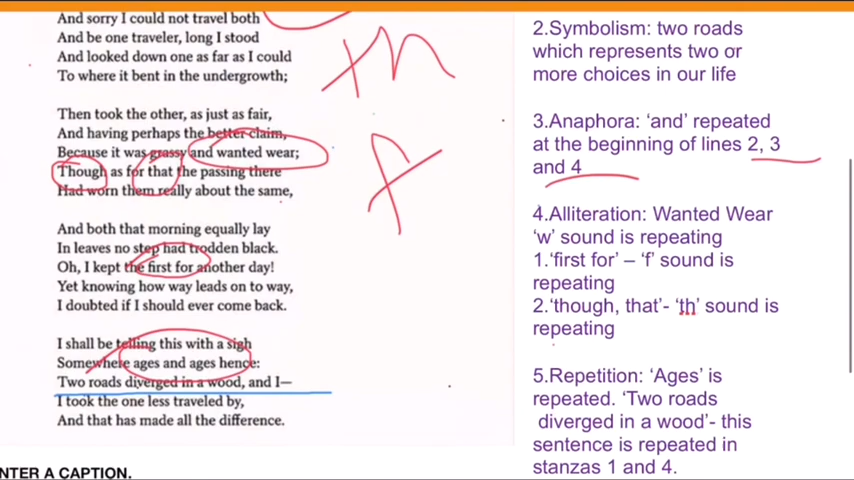 And sorry I could not travel both
And be one traveler, long I stood
And looked down one as far as I could
To where it bent in the undergrowth;
Then took the other, as just as fair,
And having perhaps the better claim,
Because it was grassy and wanted wear;
Though as for that the passing there
Had worn them really about the same,
And both that morning equally lay
In leaves no step had trodden black.
Oh, I kept the first for another day!
Yet knowing how way leads on to way,
I doubted if I should ever come back.
I shall be telling this with a sigh
Somewhere ages and ages hence:
Two roads diverged in a wood, and I—
I took the one less traveled by,
And that has made all the difference.
NTER A CAPTION.
th
f
2.Symbolism: two roads
which represents two or
more choices in our life
3.Anaphora: ‘and’ repeated
at the beginning of lines 2, 3
and 4
4.Alliteration: Wanted Wear
‘w’ sound is repeating
1.‘first for’ – ‘f’ sound is
repeating
2.‘though, that’- ‘th’ sound is
repeating
5.Repetition: ‘Ages’ is
repeated. ‘Two roads
diverged in a wood’- this
sentence is repeated in
stanzas 1 and 4.